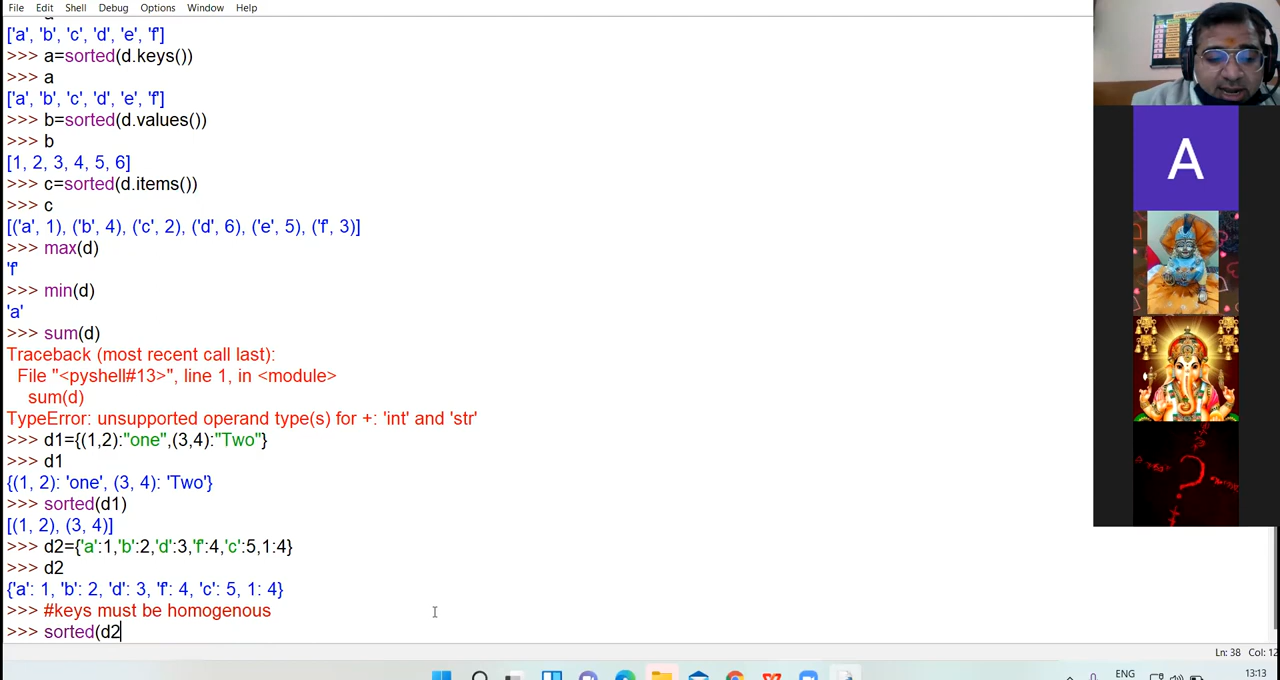 File Edit Shell Debug Options Window Help
['a', 'b', 'c', 'd', 'e', 'f']
>>> a=sorted(d.keys())
>>> a
['a', 'b', 'c', 'd', 'e', 'f']
>>> b=sorted(d.values())
>>> b
[1, 2, 3, 4, 5, 6]
>>> c=sorted(d.items())
>>> c
[('a', 1), ('b', 4), ('c', 2), ('d', 6), ('e', 5), ('f', 3)]
>>> max(d)
'f'
>>> min(d)
'a'
>>> sum(d)
Traceback (most recent call last):
File "<pyshell#13>", line 1, in <module>
sum(d)
TypeError: unsupported operand type(s) for +: 'int' and 'str'
>>> d1={(1,2):"one",(3,4):"Two"}
>>> d1
{(1, 2): 'one', (3, 4): 'Two'}
>>> sorted(d1)
[(1, 2), (3, 4)]
>>> d2={'a':1,'b':2,'d':3,'f':4,'c':5,1:4}
>>> d2
{'a': 1, 'b': 2, 'd': 3, 'f': 4, 'c': 5, 1: 4}
>>> #keys must be homogenous
>>> sorted(d2
A
Ln: 38 Col: 12
ENG
13:13